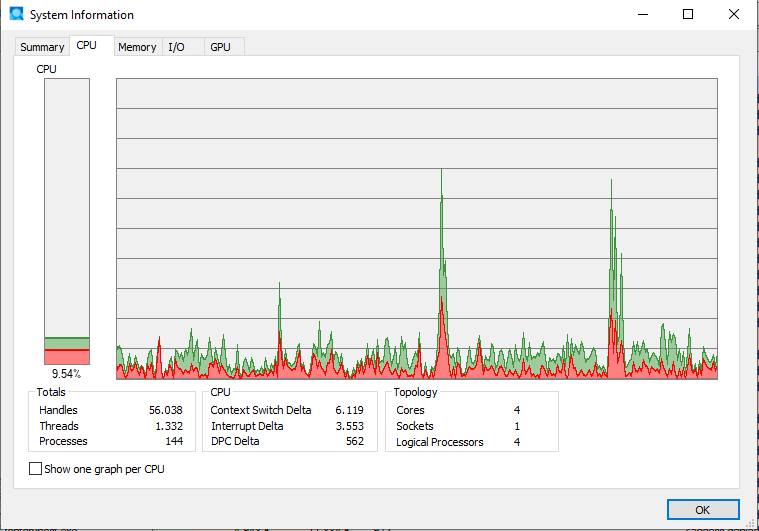 System Information
Summary CPU Memory I/O GPU
CPU
9.54%
Totals
Handles 56.038
Threads 1.332
Processes 144
CPU
Context Switch Delta 6.119
Interrupt Delta 3.553
DPC Delta 562
Topology
Cores 4
Sockets 1
Logical Processors 4
Show one graph per CPU
OK